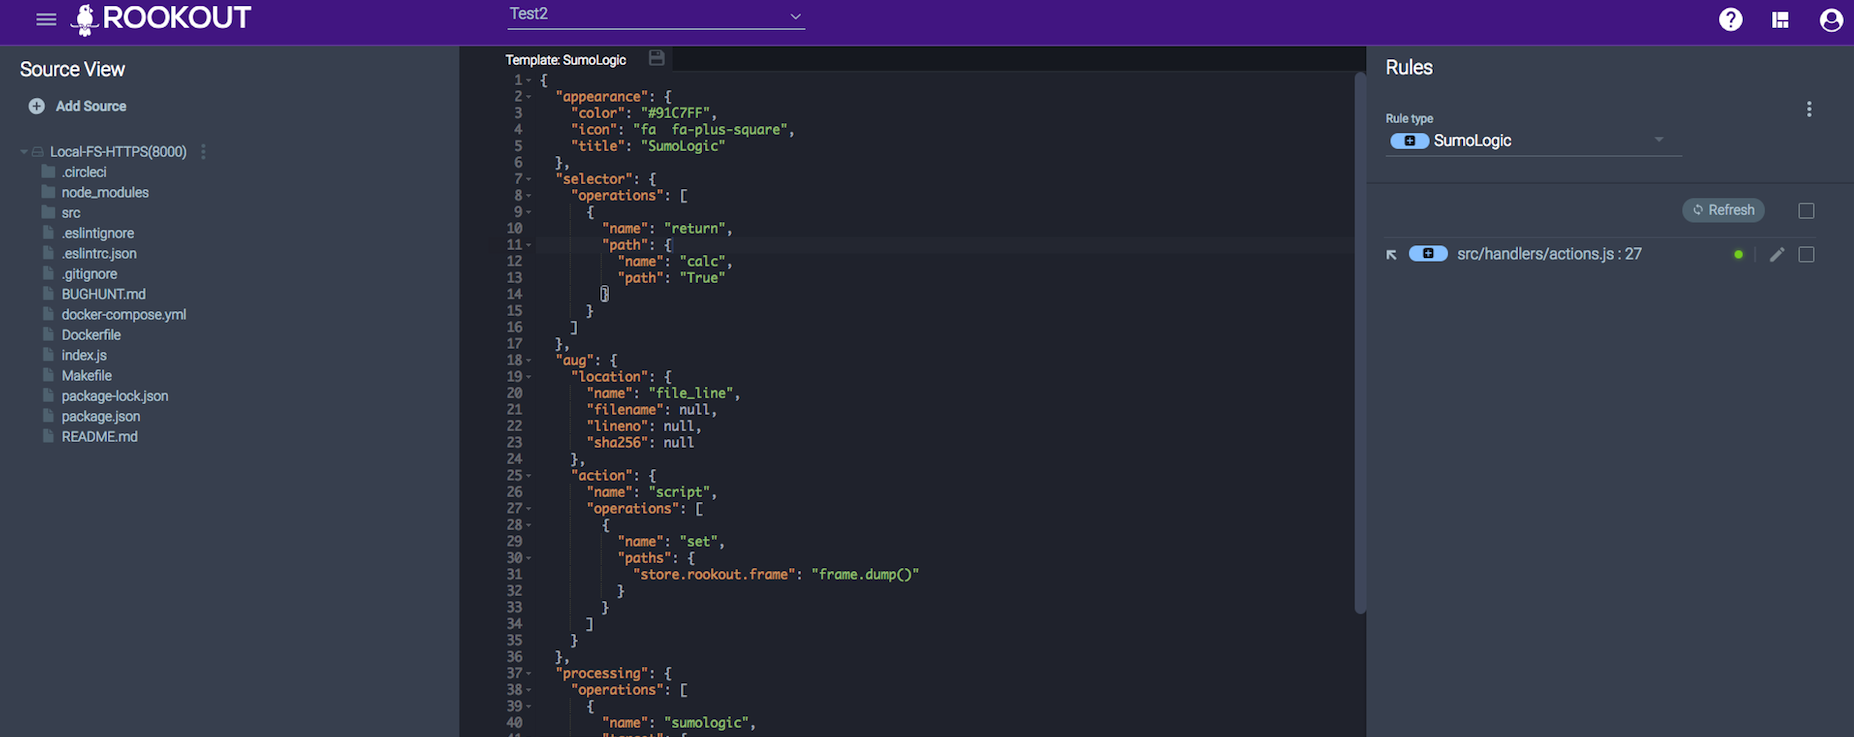 ROOKOUT
Test2
Source View
Add Source
Local-FS-HTTPS(8000)
.circleci
node_modules
src
.eslintignore
.eslintrc.json
.gitignore
BUGHUNT.md
docker-compose.yml
Dockerfile
index.js
Makefile
package-lock.json
package.json
README.md
Template: SumoLogic
1 {
2 "appearance": {
3 "color": "#91C7FF",
4 "icon": "fa  fa-plus-square",
5 "title": "SumoLogic"
6 },
7 "selector": {
8 "operations": [
9 {
10 "name": "return",
11 "path": {
12 "name": "calc",
13 "path": "True"
14 }
15 }
16 ]
17 },
18 "aug": {
19 "location": {
20 "name": "file_line",
21 "filename": null,
22 "lineno": null,
23 "sha256": null
24 },
25 "action": {
26 "name": "script",
27 "operations": [
28 {
29 "name": "set",
30 "paths": {
31 "store.rookout.frame": "frame.dump()"
32 }
33 }
34 ]
35 }
36 },
37 "processing": {
38 "operations": [
39 {
40 "name": "sumologic",
Rules
Rule type
SumoLogic
Refresh
src/handlers/actions.js : 27